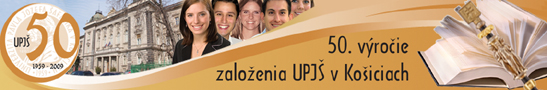 UPJŠ 50
1959 - 2009
50. výročie
založenia UPJŠ v Košiciach